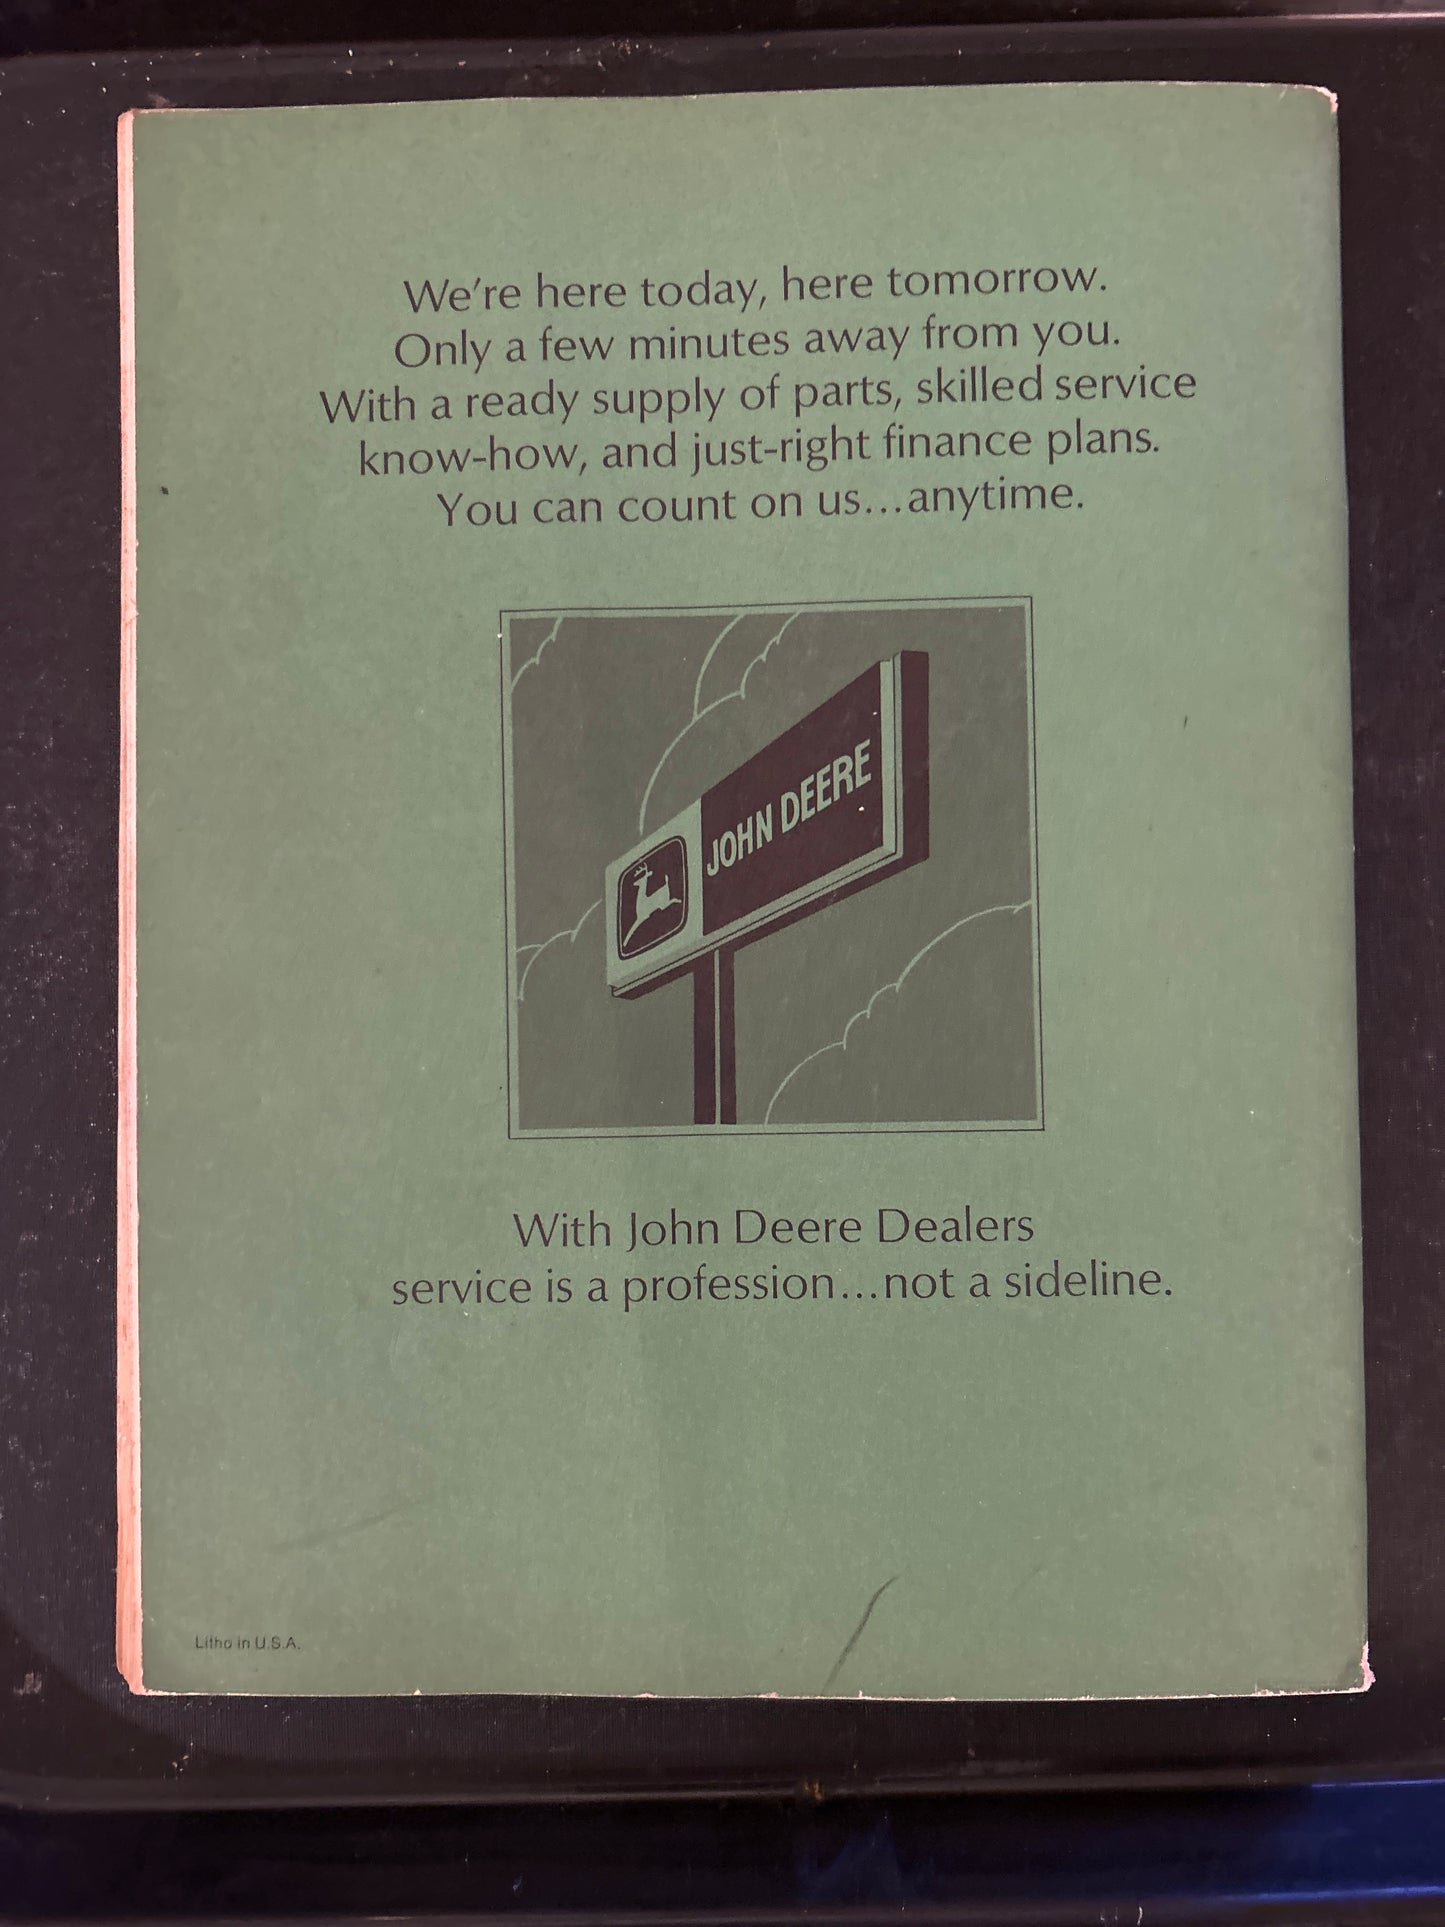 We're here today, here tomorrow.
Only a few minutes away from you.
With a ready supply of parts, skilled service
know-how, and just-right finance plans.
You can count on us...anytime.
JOHN DEERE
With John Deere Dealers
service is a profession...not a sideline.
Litho in U.S.A.